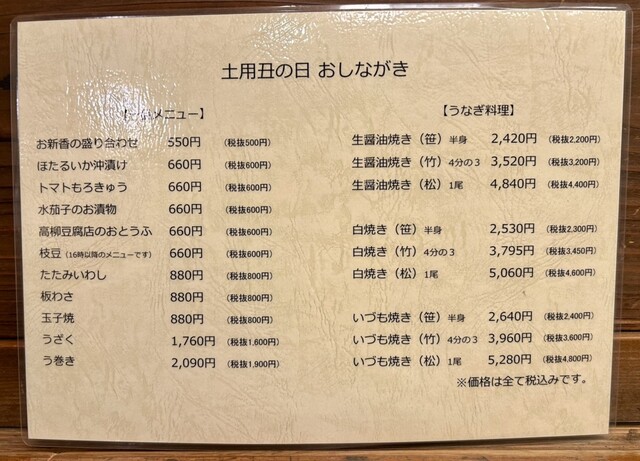 土用丑の日 おしながき
メニュー】
お新香の盛り合わせ 550円 (税抜500円)
ほたるいか沖漬け 660円 (税抜600円)
トマトもろきゅう 660円 (税抜600円)
水茄子のお漬物 660円 (税抜600円)
高柳豆腐店のおとうふ 660円 (税抜600円)
枝豆(16時以降のメニューです) 660円 (税抜600円)
たたみいわし 880円 (税抜800円)
板わさ 880円 (税抜800円)
玉子焼 880円 (税抜800円)
うざく 1,760円 (税抜1,600円)
う巻き 2,090円 (税抜1,900円)
【うなぎ料理】
生醤油焼き(笹)半身 2,420円 (税抜2,200円)
生醤油焼き(竹)4分の3 3,520円 (税抜3,200円)
生醤油焼き(松)1尾 4,840円 (税抜4,400円)
白焼き(笹)半身 2,530円 (税抜2,300円)
白焼き(竹)4分の3 3,795円 (税抜3,450円)
白焼き(松)1尾 5,060円 (税抜4,600円)
いづも焼き(笹)半身 2,640円 (税抜2,400円)
いづも焼き(竹)4分の3 3,960円 (税抜3,600円)
いづも焼き(松)1尾 5,280円 (税抜4,800円)
※価格は全て税込みです。